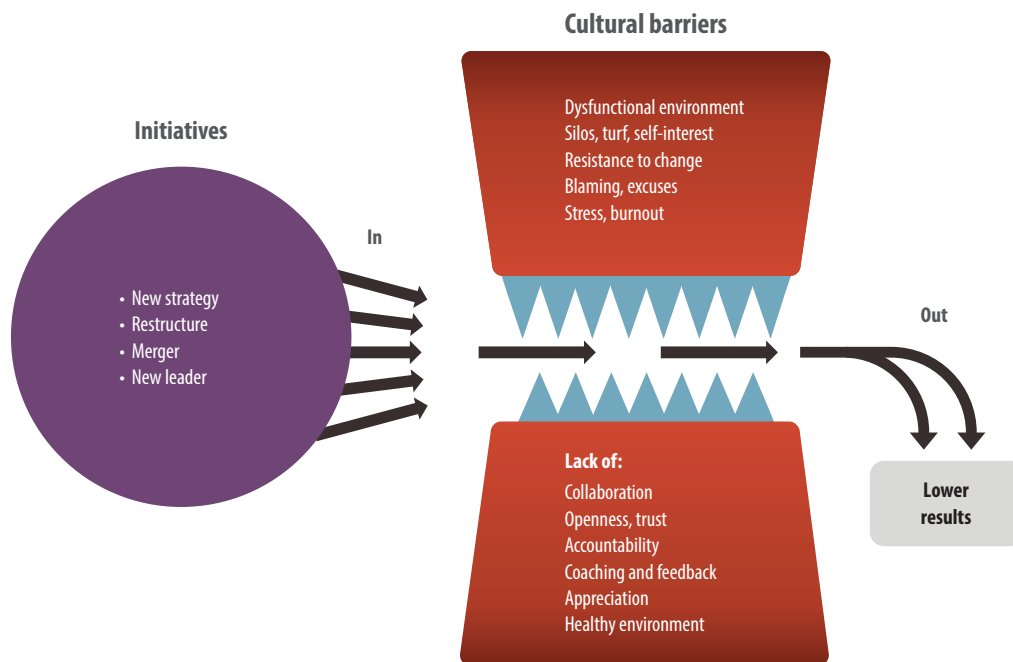 Cultural barriers
Initiatives
Dysfunctional environment
Silos, turf, self-interest
Resistance to change
Blaming, excuses
Stress, burnout
In
• New strategy
• Restructure
• Merger
• New leader
Out
Lack of:
Collaboration
Openness, trust
Accountability
Coaching and feedback
Appreciation
Healthy environment
Lower
results